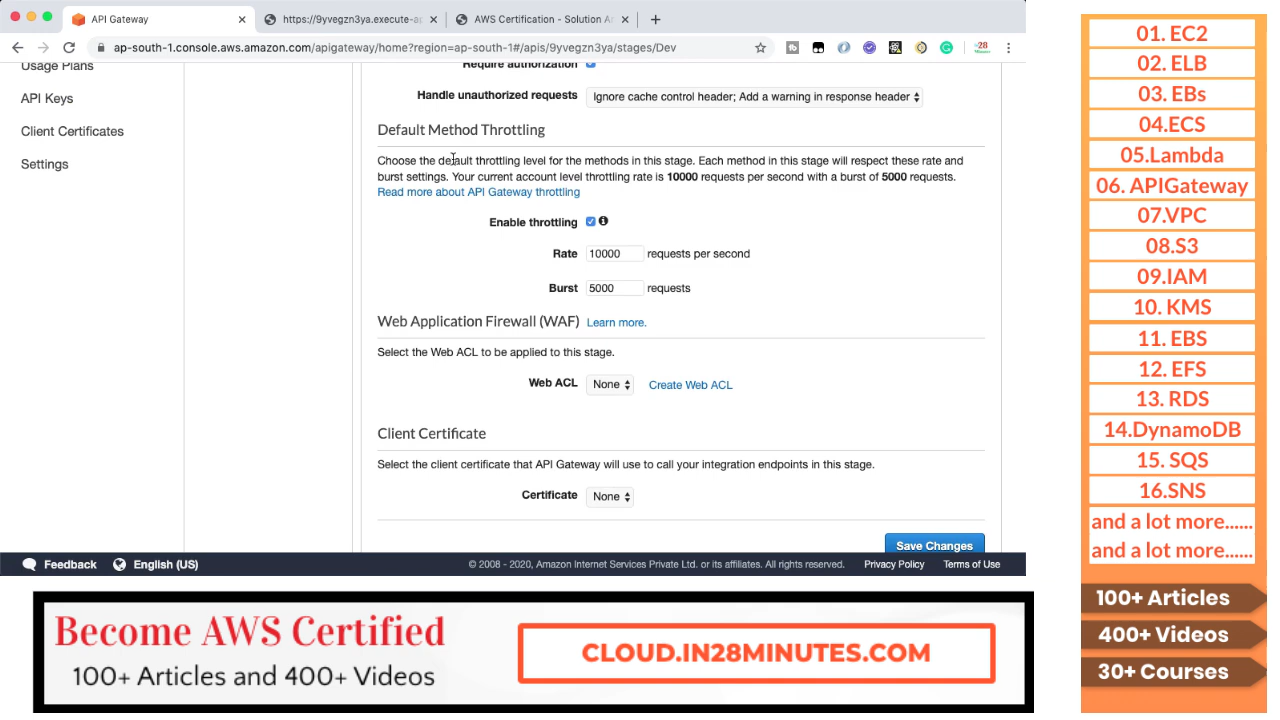 API Gateway
https://9yvegzn3ya.execute-ap
AWS Certification - Solution A
ap-south-1.console.aws.amazon.com/apigateway/home?region=ap-south-1#/apis/9yvegzn3ya/stages/Dev
28
Usage Plans
API Keys
Client Certificates
Settings
Require authorization
Handle unauthorized requests
Ignore cache control header; Add a warning in response header
Default Method Throttling
Choose the default throttling level for the methods in this stage. Each method in this stage will respect these rate and
burst settings. Your current account level throttling rate is 10000 requests per second with a burst of 5000 requests.
Read more about API Gateway throttling
Enable throttling
Rate 10000 requests per second
Burst 5000 requests
Web Application Firewall (WAF) Learn more.
Select the Web ACL to be applied to this stage.
Web ACL None Create Web ACL
Client Certificate
Select the client certificate that API Gateway will use to call your integration endpoints in this stage.
Certificate None
Save Changes
Feedback English (US)
© 2008 - 2020, Amazon Internet Services Private Ltd. or its affiliates. All rights reserved. Privacy Policy Terms of Use
Become AWS Certified
100+ Articles and 400+ Videos
CLOUD.IN28MINUTES.COM
01. EC2
02. ELB
03. EBs
04.ECS
05.Lambda
06. APIGateway
07.VPC
08.S3
09.IAM
10. KMS
11. EBS
12. EFS
13. RDS
14.DynamoDB
15. SQS
16.SNS
and a lot more......
and a lot more......
100+ Articles
400+ Videos
30+ Courses